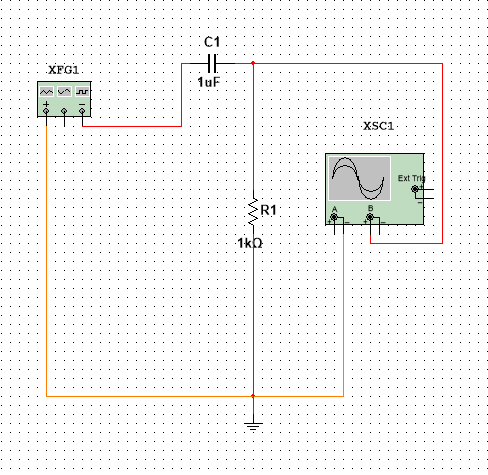 C1
1uF
XFG1
+ −
XSC1
Ext Trig
+
−
A B
+ − + −
R1
1kΩ